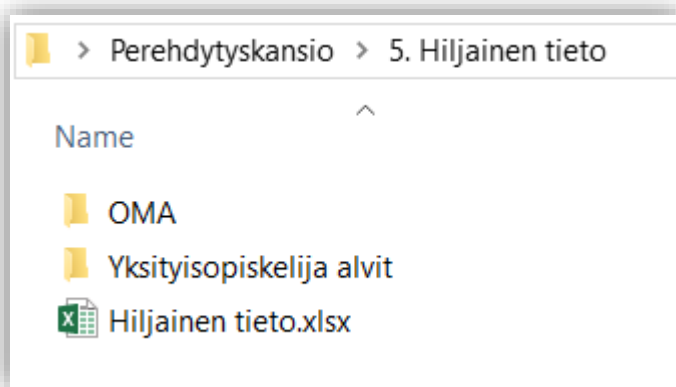 > Perehdytyskansio > 5. Hiljainen tieto
Name
OMA
Yksityisopiskelija alvit
Hiljainen tieto.xlsx